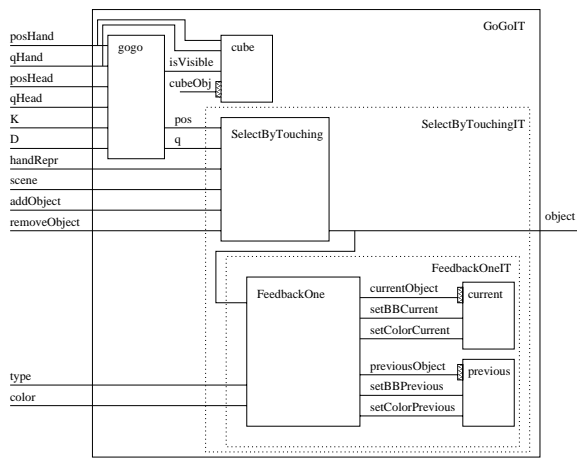 posHand
GoGoIT
gogo
cube
qHand
isVisible
posHead
cubeObj
qHead
K
pos
SelectByTouching
SelectByTouchingIT
D
q
handRepr
scene
addObject
removeObject
object
FeedbackOneIT
FeedbackOne
currentObject
current
setBBCurrent
setColorCurrent
previousObject
previous
type
setBBPrevious
color
setColorPrevious